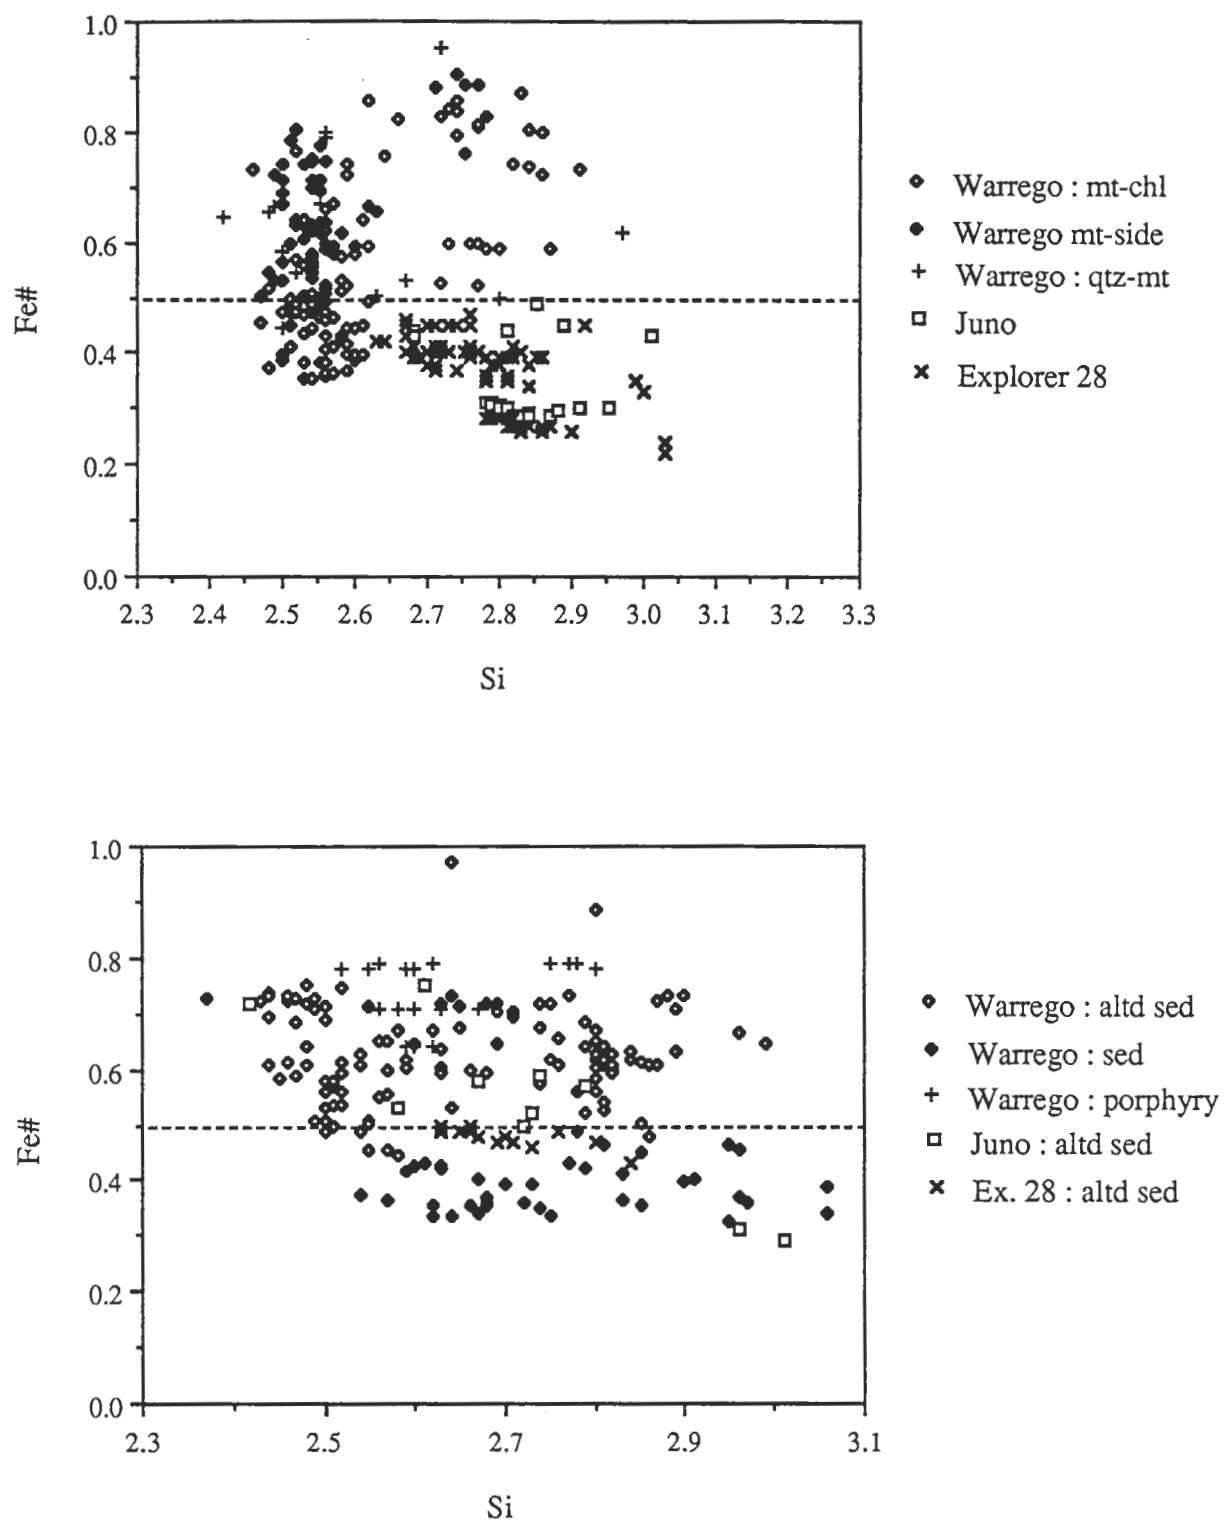 1.0
0.8
0.6
0.4
0.2
0.0
Fe#
2.3 2.4 2.5 2.6 2.7 2.8 2.9 3.0 3.1 3.2 3.3
Si
Warrego : mt-chl
Warrego mt-side
Warrego : qtz-mt
Juno
Explorer 28
1.0
0.8
0.6
0.4
0.2
0.0
Fe#
2.3 2.5 2.7 2.9 3.1
Si
Warrego : altd sed
Warrego : sed
Warrego : porphyry
Juno : altd sed
Ex. 28 : altd sed